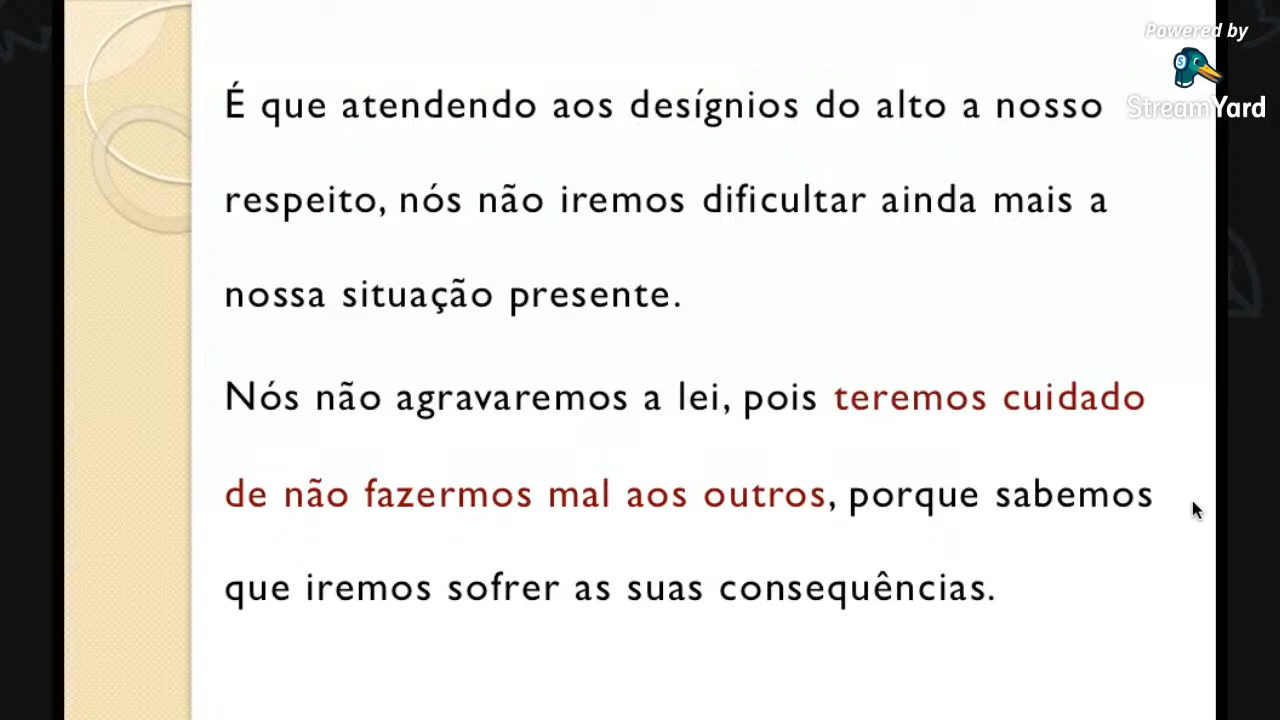 Powered by
StreamYard
É que atendendo aos desígnios do alto a nosso
respeito, nós não iremos dificultar ainda mais a
nossa situação presente.
Nós não agravaremos a lei, pois teremos cuidado
de não fazermos mal aos outros, porque sabemos
que iremos sofrer as suas consequências.